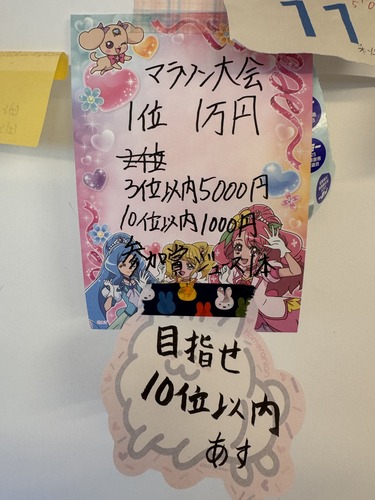 マラソン大会
1位 1万円
2位
3位以内5000円
10位以内1000円
参加賞ジュース1本
目指せ
10位以内
あす
77